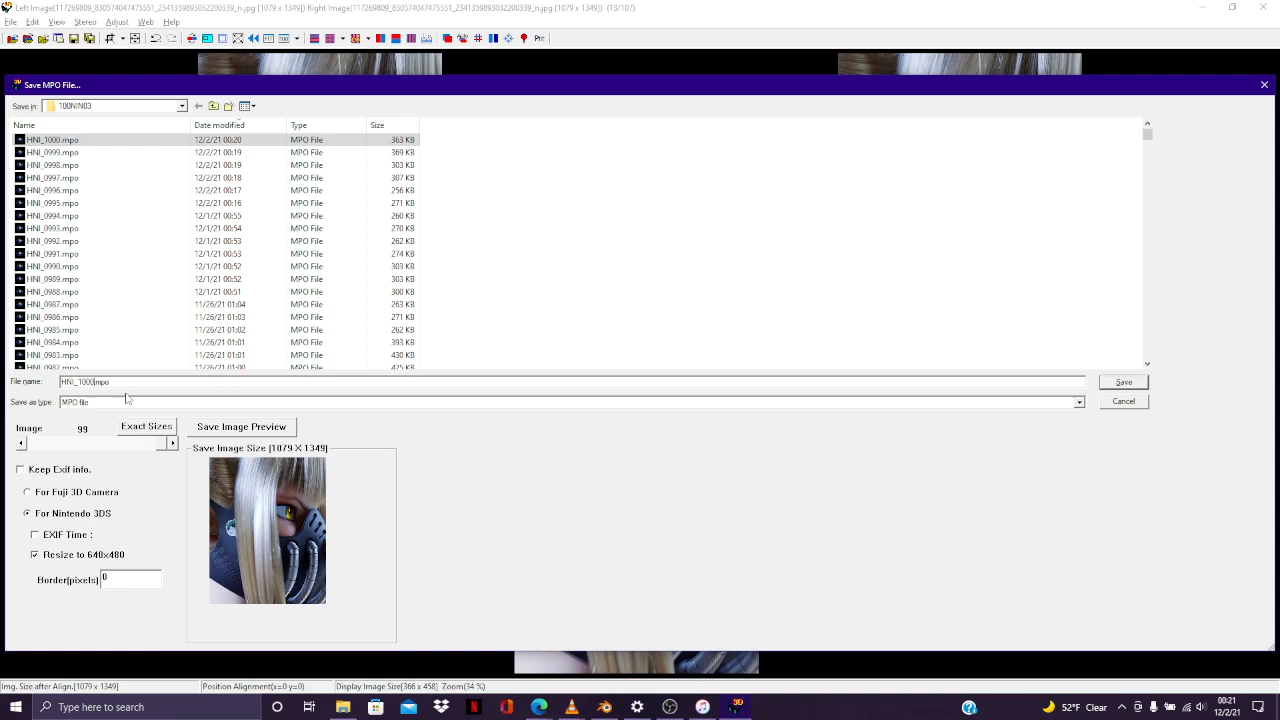 Left Image(117269809_830574047475551_2341359893032200339_n.jpg [1079 x 1349]) Right Image(117269809_830574047475551_2341359893032200339_n.jpg [1079 x 1349]) (13/107)
File Edit View Stereo Adjust Web Help
Save MPO File...
Save in: 100NIN03
Name Date modified Type Size
HNI_1000.mpo 12/2/21 00:20 MPO File 363 KB
HNI_0999.mpo 12/2/21 00:19 MPO File 369 KB
HNI_0998.mpo 12/2/21 00:19 MPO File 303 KB
HNI_0997.mpo 12/2/21 00:18 MPO File 307 KB
HNI_0996.mpo 12/2/21 00:17 MPO File 256 KB
HNI_0995.mpo 12/2/21 00:16 MPO File 271 KB
HNI_0994.mpo 12/1/21 00:55 MPO File 260 KB
HNI_0993.mpo 12/1/21 00:54 MPO File 270 KB
HNI_0992.mpo 12/1/21 00:53 MPO File 262 KB
HNI_0991.mpo 12/1/21 00:53 MPO File 274 KB
HNI_0990.mpo 12/1/21 00:52 MPO File 303 KB
HNI_0989.mpo 12/1/21 00:52 MPO File 303 KB
HNI_0988.mpo 12/1/21 00:51 MPO File 300 KB
HNI_0987.mpo 11/26/21 01:04 MPO File 263 KB
HNI_0986.mpo 11/26/21 01:03 MPO File 271 KB
HNI_0985.mpo 11/26/21 01:02 MPO File 262 KB
HNI_0984.mpo 11/26/21 01:01 MPO File 393 KB
HNI_0983.mpo 11/26/21 01:01 MPO File 430 KB
HNI_0982.mpo 11/26/21 01:00 MPO File 425 KB
File name: HNI_1000.mpo Save
Save as type: MPO file Cancel
Image 99 Exact Sizes Save Image Preview
Save Image Size [1079 X 1349]
Keep Exif info.
For Fuji 3D Camera
For Nintendo 3DS
EXIF Time :
Resize to 640x480
Border(pixels) 0
Img. Size after Align.[1079 x 1349] Position Alignment(x=0 y=0) Display Image Size[366 x 458] Zoom(34 %)
Type here to search 52°F Clear 00:21
12/2/21